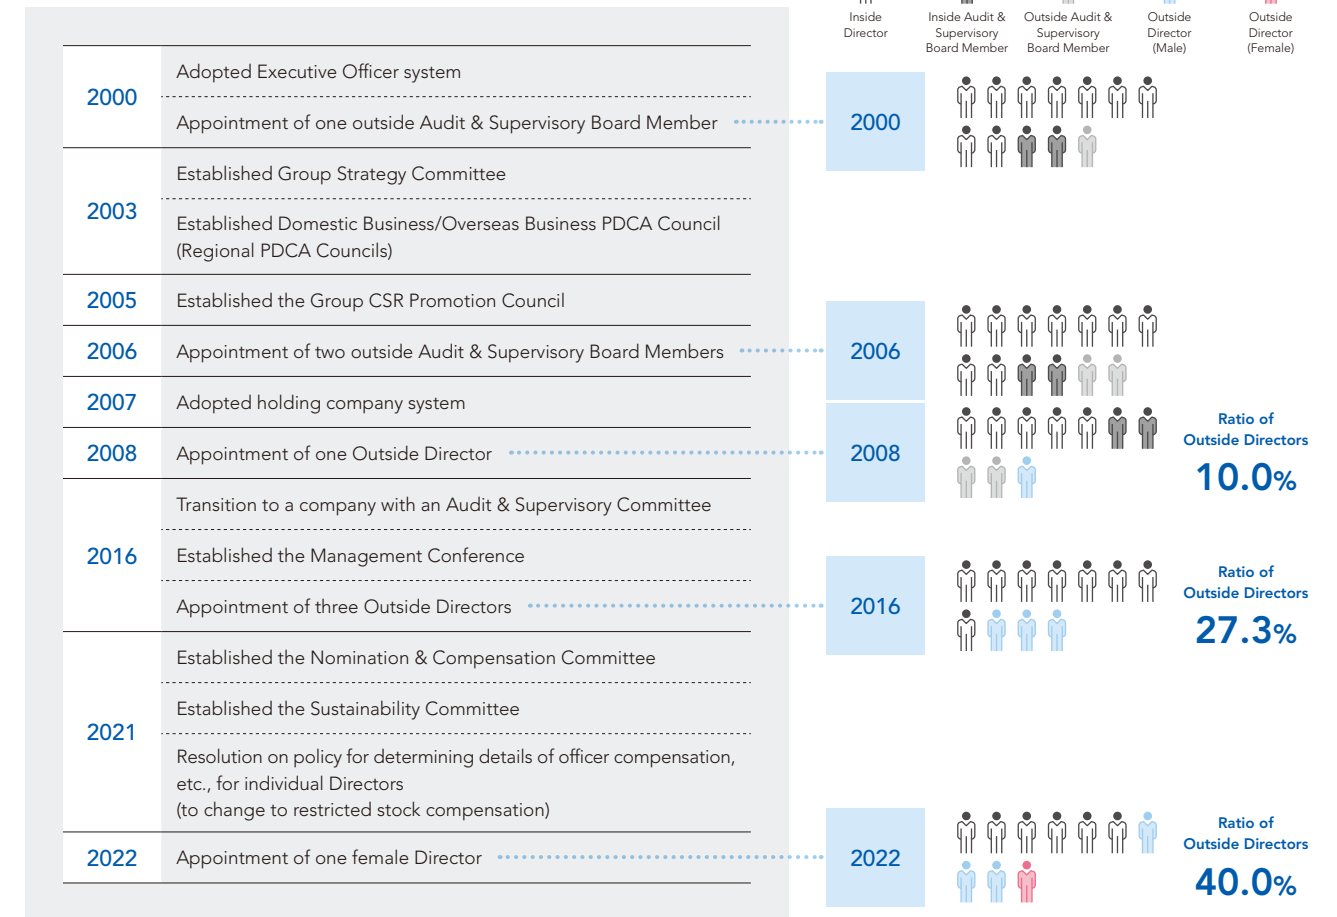 Inside
Director
Inside Audit &
Supervisory
Board Member
Outside Audit &
Supervisory
Board Member
Outside
Director
(Male)
Outside
Director
(Female)
2000
Adopted Executive Officer system
Appointment of one outside Audit & Supervisory Board Member
2003
Established Group Strategy Committee
Established Domestic Business/Overseas Business PDCA Council
(Regional PDCA Councils)
2005
Established the Group CSR Promotion Council
2006
Appointment of two outside Audit & Supervisory Board Members
2007
Adopted holding company system
2008
Appointment of one Outside Director
2016
Transition to a company with an Audit & Supervisory Committee
Established the Management Conference
Appointment of three Outside Directors
2021
Established the Nomination & Compensation Committee
Established the Sustainability Committee
Resolution on policy for determining details of officer compensation,
etc., for individual Directors
(to change to restricted stock compensation)
2022
Appointment of one female Director
2000
2006
2008
Ratio of
Outside Directors
10.0%
2016
Ratio of
Outside Directors
27.3%
2022
Ratio of
Outside Directors
40.0%